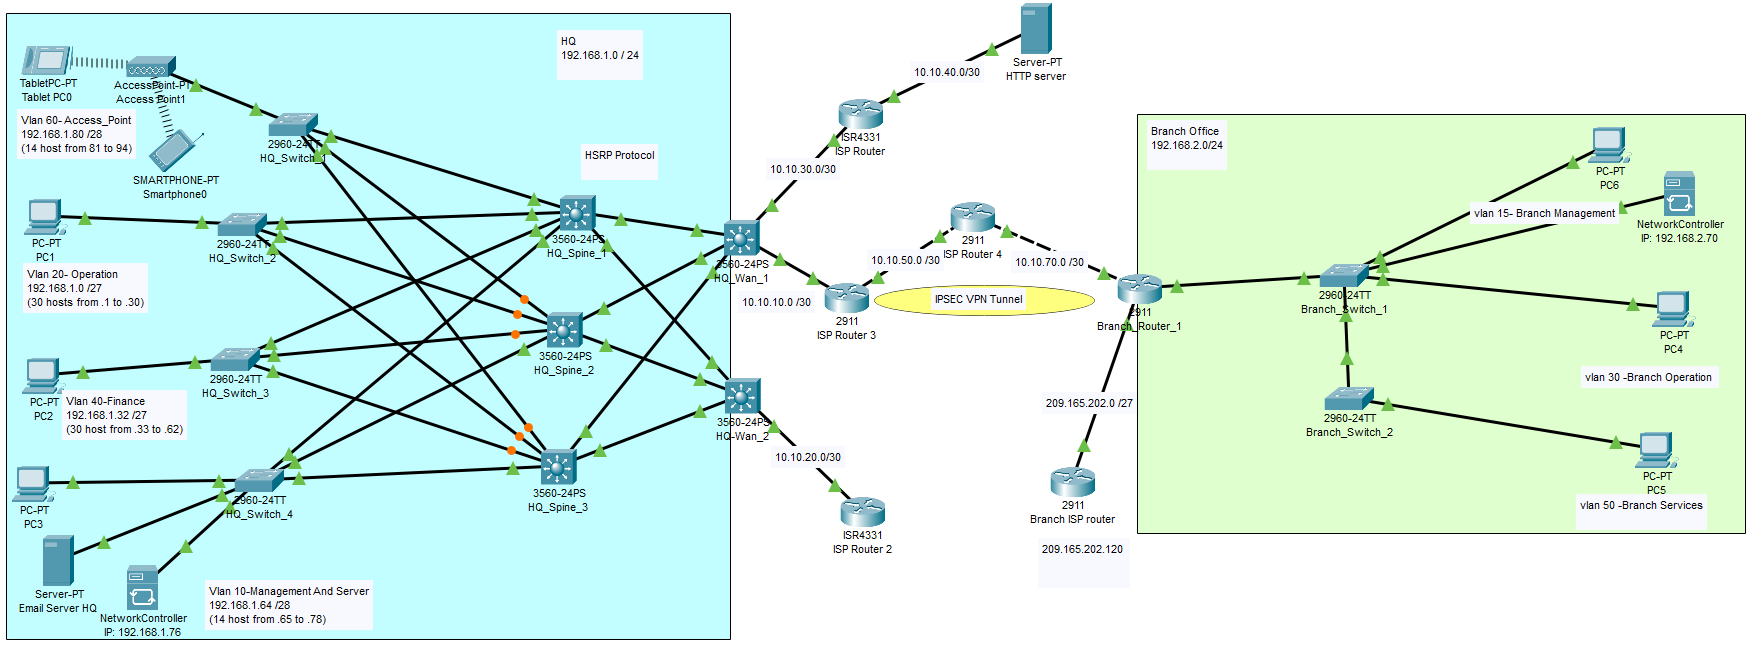 HQ
192.168.1.0 / 24
TabletPC-PT
Tablet PC0
AccessPoint-PT
Access Point1
Vlan 60- Access_Point
192.168.1.80 /28
(14 host from 81 to 94)
2960-24TT
HQ_Switch_1
SMARTPHONE-PT
Smartphone0
HSRP Protocol
PC-PT
PC1
2960-24TT
HQ_Switch_2
3560-24PS
HQ_Spine_1
Vlan 20- Operation
192.168.1.0 /27
(30 hosts from .1 to .30)
PC-PT
PC2
2960-24TT
HQ_Switch_3
3560-24PS
HQ_Spine_2
Vlan 40-Finance
192.168.1.32 /27
(30 host from .33 to .62)
PC-PT
PC3
2960-24TT
HQ_Switch_4
3560-24PS
HQ_Spine_3
Server-PT
Email Server HQ
NetworkController
IP: 192.168.1.76
Vlan 10-Management And Server
192.168.1.64 /28
(14 host from .65 to .78)
3560-24PS
HQ_Wan_1
3560-24PS
HQ-Wan_2
10.10.40.0/30
Server-PT
HTTP server
ISR4331
ISP Router
10.10.30.0/30
2911
ISP Router 4
10.10.50.0 /30
10.10.70.0 /30
10.10.10.0 /30
2911
ISP Router 3
IPSEC VPN Tunnel
2911
Branch_Router_1
10.10.20.0/30
ISR4331
ISP Router 2
209.165.202.0 /27
2911
Branch ISP router
209.165.202.120
Branch Office
192.168.2.0/24
PC-PT
PC6
vlan 15- Branch Management
NetworkController
IP: 192.168.2.70
2960-24TT
Branch_Switch_1
PC-PT
PC4
vlan 30 -Branch Operation
2960-24TT
Branch_Switch_2
PC-PT
PC5
vlan 50 -Branch Services